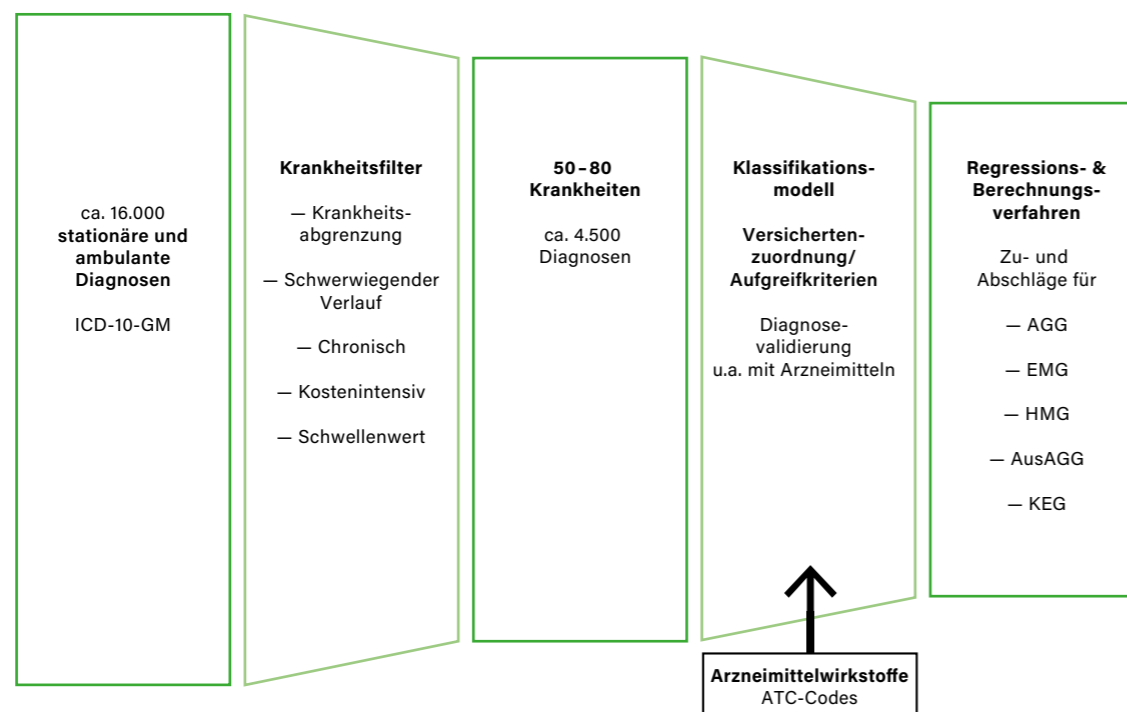 ca. 16.000
stationäre und
ambulante
Diagnosen
ICD-10-GM
Krankheitsfilter
— Krankheits-
abgrenzung
— Schwerwiegender
Verlauf
— Chronisch
— Kostenintensiv
— Schwellenwert
50–80
Krankheiten
ca. 4.500
Diagnosen
Klassifikations-
modell
Versicherten-
zuordnung/
Aufgreifkriterien
Diagnose-
validierung
u.a. mit Arzneimitteln
Arzneimittelwirkstoffe
ATC-Codes
Regressions- &
Berechnungs-
verfahren
Zu- und
Abschläge für
— AGG
— EMG
— HMG
— AusAGG
— KEG